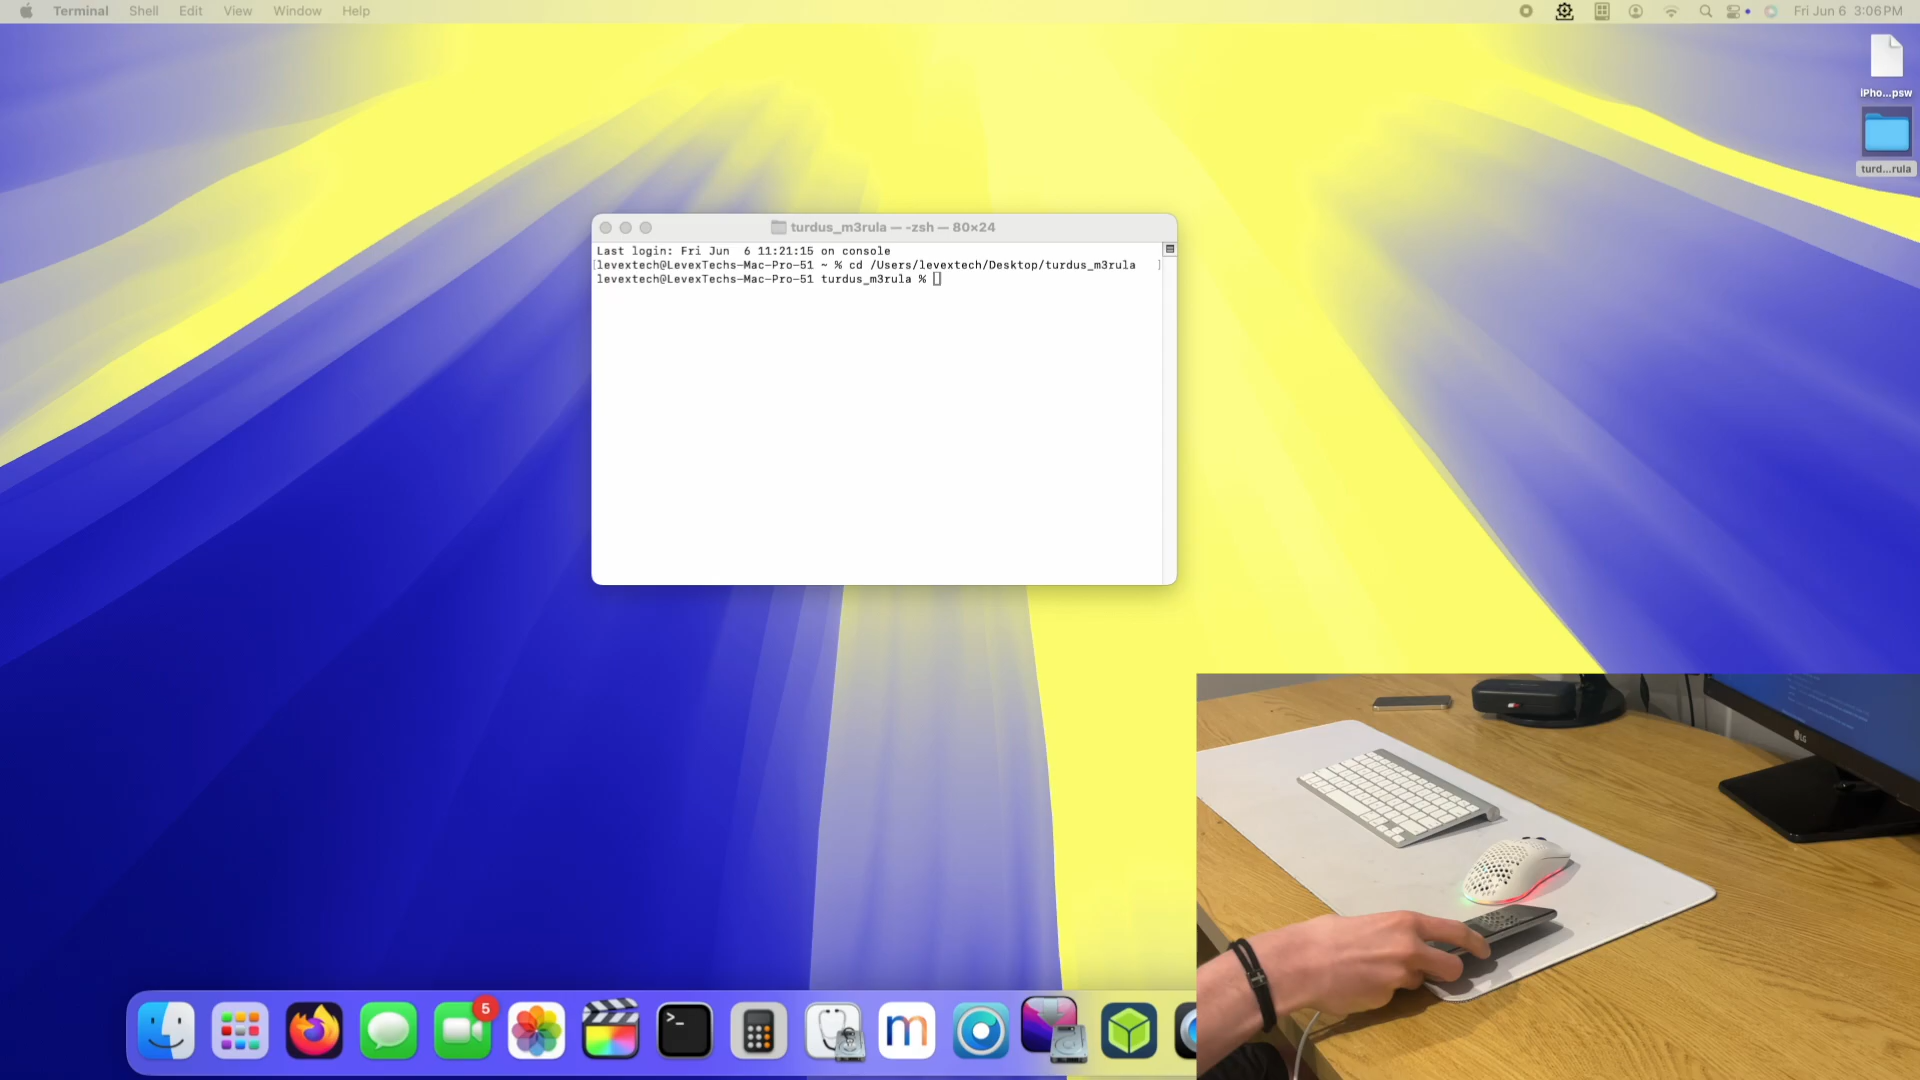 Terminal Shell Edit View Window Help Fri Jun 6 3:06 PM
iPho...psw
turd...rula
turdus_m3rula — -zsh — 80×24
Last login: Fri Jun  6 11:21:15 on console
[levextech@LevexTechs-Mac-Pro-51 ~ % cd /Users/levextech/Desktop/turdus_m3rula ]
levextech@LevexTechs-Mac-Pro-51 turdus_m3rula %
LG
5
>_
m